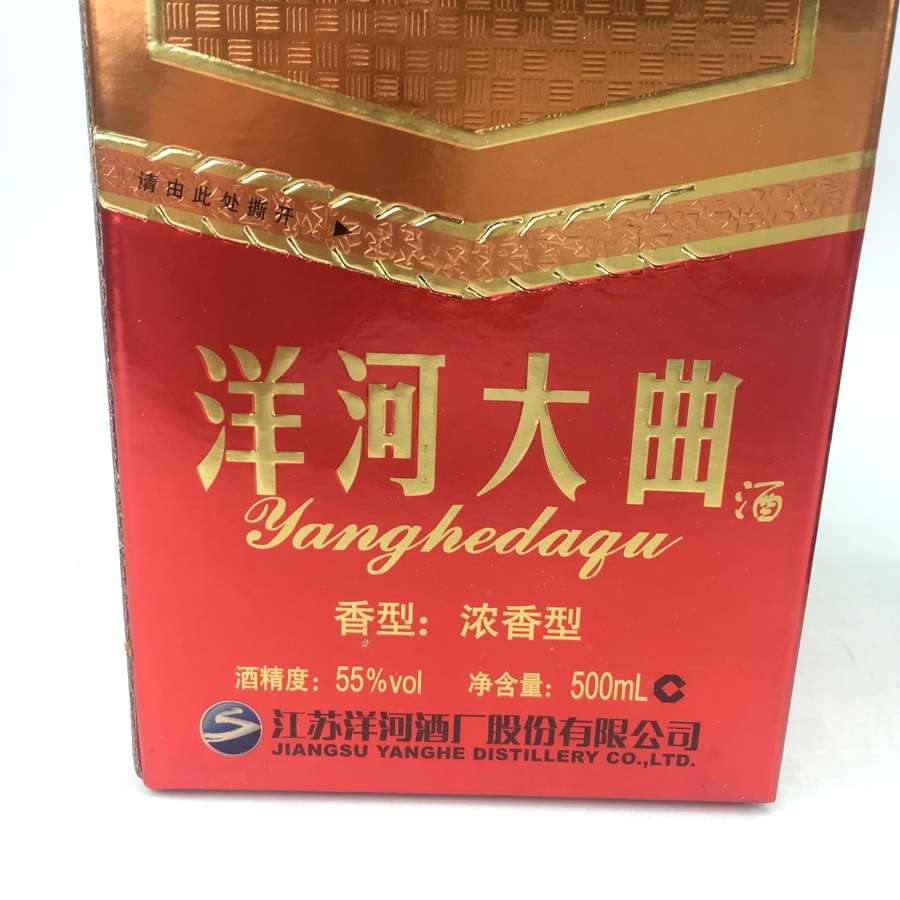 请由此处撕开
洋河大曲
酒
Yanghedaqu
香型：浓香型
酒精度：55%vol 净含量：500mL
江苏洋河酒厂股份有限公司
JIANGSU YANGHE DISTILLERY CO.,LTD.